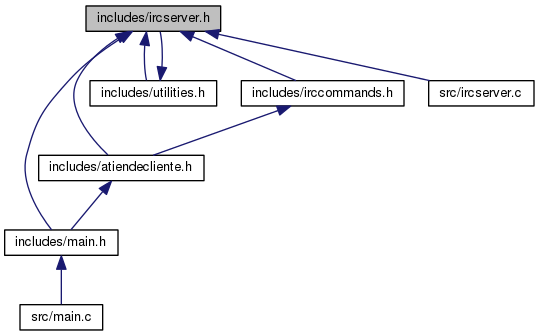 includes/ircserver.h
includes/utilities.h
includes/irccommands.h
src/ircserver.c
includes/atiendecliente.h
includes/main.h
src/main.c